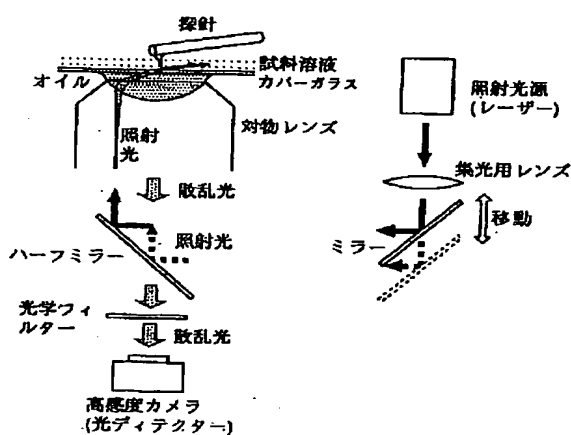 探針
試料溶液
カバーガラス
オイル
照射
光
対物レンズ
散乱光
照射光
ハーフミラー
光学フィ
ルター
散乱光
高感度カメラ
(光ディテクター)
照射光源
(レーザー)
集光用レンズ
移動
ミラー